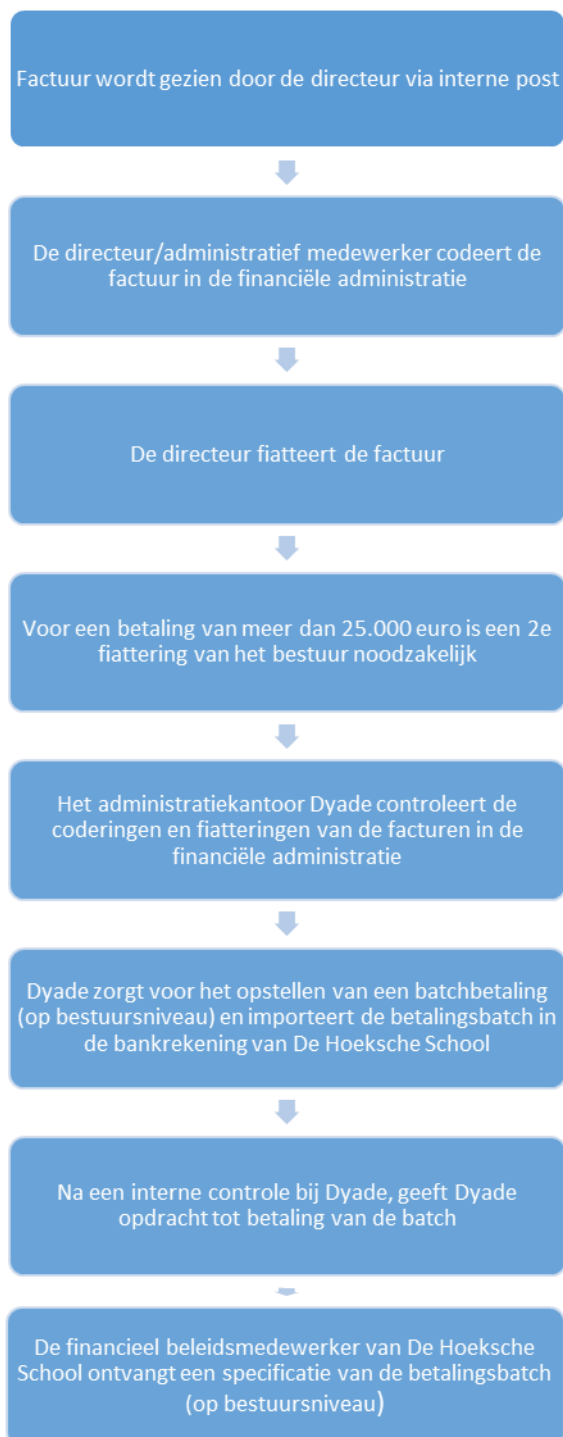 Factuur wordt gezien door de directeur via interne post
De directeur/administratief medewerker codeert de
factuur in de financiële administratie
De directeur fiatteert de factuur
Voor een betaling van meer dan 25.000 euro is een 2e
fiattering van het bestuur noodzakelijk
Het administratiekantoor Dyade controleert de
coderingen en fiatteringen van de facturen in de
financiële administratie
Dyade zorgt voor het opstellen van een batchbetaling
(op bestuursniveau) en importeert de betalingsbatch in
de bankrekening van De Hoeksche School
Na een interne controle bij Dyade, geeft Dyade
opdracht tot betaling van de batch
De financieel beleidsmedewerker van De Hoeksche
School ontvangt een specificatie van de betalingsbatch
(op bestuursniveau)